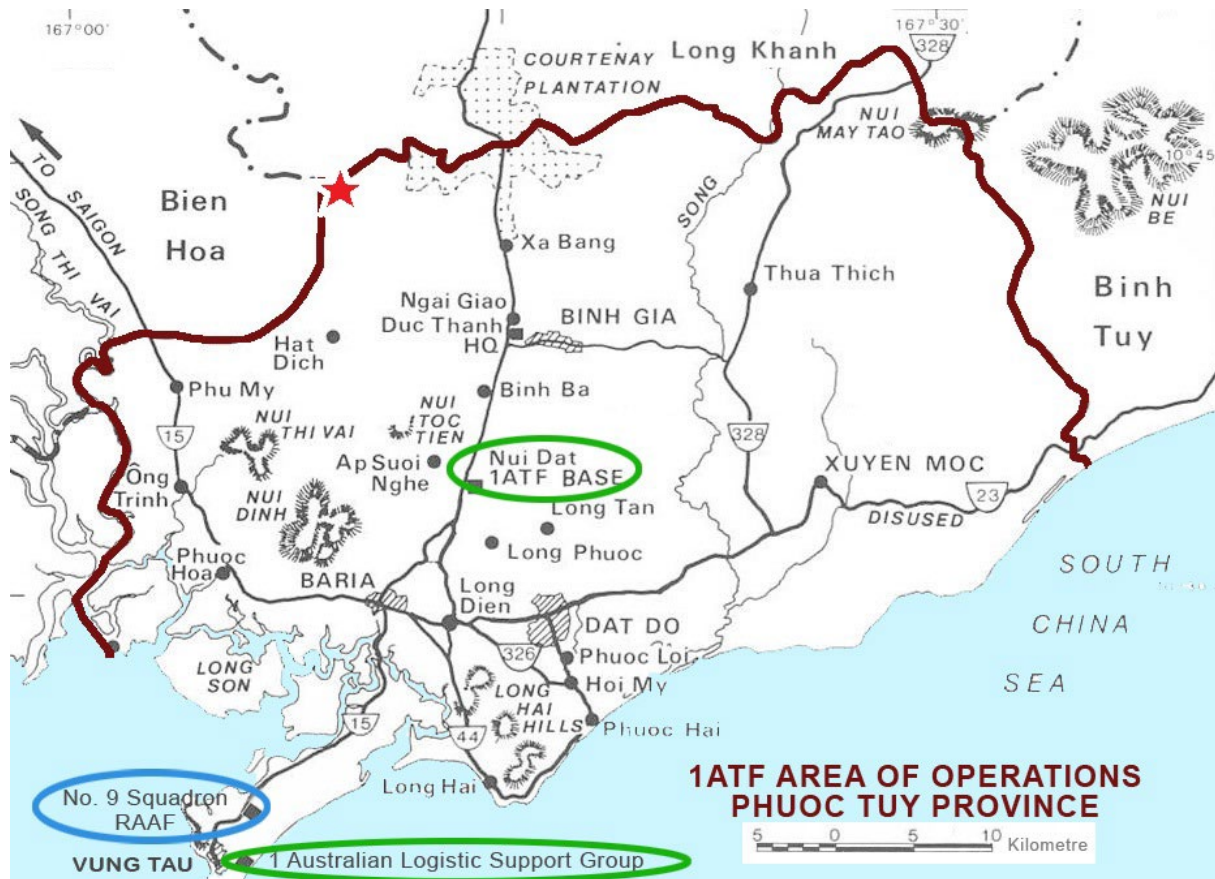 167°00'
167°30'
328
COURTENAY
PLANTATION
Long Khanh
NUI
MAY TAO
10°45
NUI
BE
TO SAIGON
SONG THI VAI
Bien
Hoa
SONG
Xa Bang
Thua Thich
Binh
Tuy
Ngai Giao
Duc Thanh
HQ
BINH GIA
Hat
Dich
Phu My
Binh Ba
NUI
TOC
TIEN
NUI
THI VAI
15
328
Ap Suoi
Nghe
Nui Dat
1ATF BASE
XUYEN MOC
23
DISUSED
Ông
Trinh
NUI
DINH
Long Tan
Long Phuoc
Phuoc
Hoa
BARIA
Long
Dien
DAT DO
326
Phuoc Loi
Hoi My
SOUTH
CHINA
SEA
LONG
SON
LONG
HAI
HILLS
15
44
Phuoc Hai
Long Hai
No. 9 Squadron
RAAF
VUNG TAU
1 Australian Logistic Support Group
1ATF AREA OF OPERATIONS
PHUOC TUY PROVINCE
5 0 5 10 Kilometre